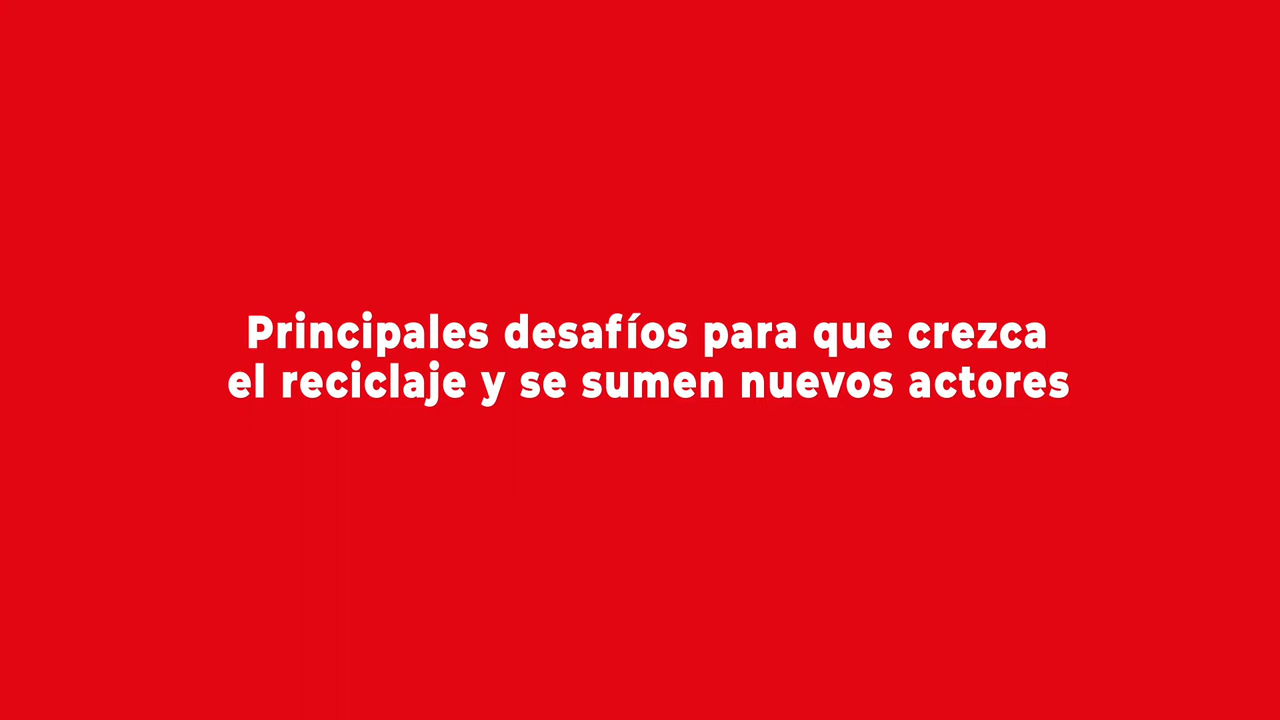 Principales desafíos para que crezca
el reciclaje y se sumen nuevos actores